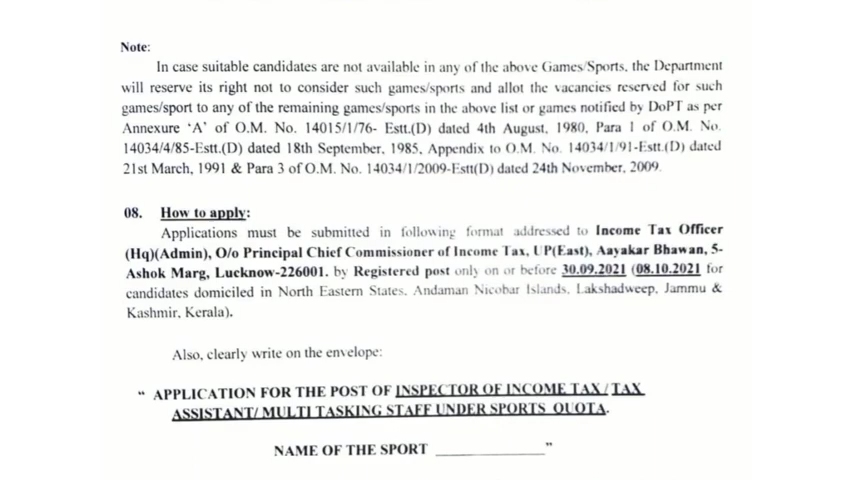 Note:
In case suitable candidates are not available in any of the above Games/Sports, the Department
will reserve its right not to consider such games/sports and allot the vacancies reserved for such
games/sport to any of the remaining games/sports in the above list or games notified by DoPT as per
Annexure ‘A’ of O.M. No. 14015/1/76- Estt.(D) dated 4th August, 1980, Para 1 of O.M. No.
14034/4/85-Estt.(D) dated 18th September, 1985, Appendix to O.M. No. 14034/1/91-Estt.(D) dated
21st March, 1991 & Para 3 of O.M. No. 14034/1/2009-Estt(D) dated 24th November, 2009.
08. How to apply:
Applications must be submitted in following format addressed to Income Tax Officer
(Hq)(Admin), O/o Principal Chief Commissioner of Income Tax, UP(East), Aayakar Bhawan, 5-
Ashok Marg, Lucknow-226001. by Registered post only on or before 30.09.2021 (08.10.2021 for
candidates domiciled in North Eastern States, Andaman Nicobar Islands, Lakshadweep, Jammu &
Kashmir, Kerala).
Also, clearly write on the envelope:
“ APPLICATION FOR THE POST OF INSPECTOR OF INCOME TAX / TAX
ASSISTANT/ MULTI TASKING STAFF UNDER SPORTS QUOTA.
NAME OF THE SPORT ______________”